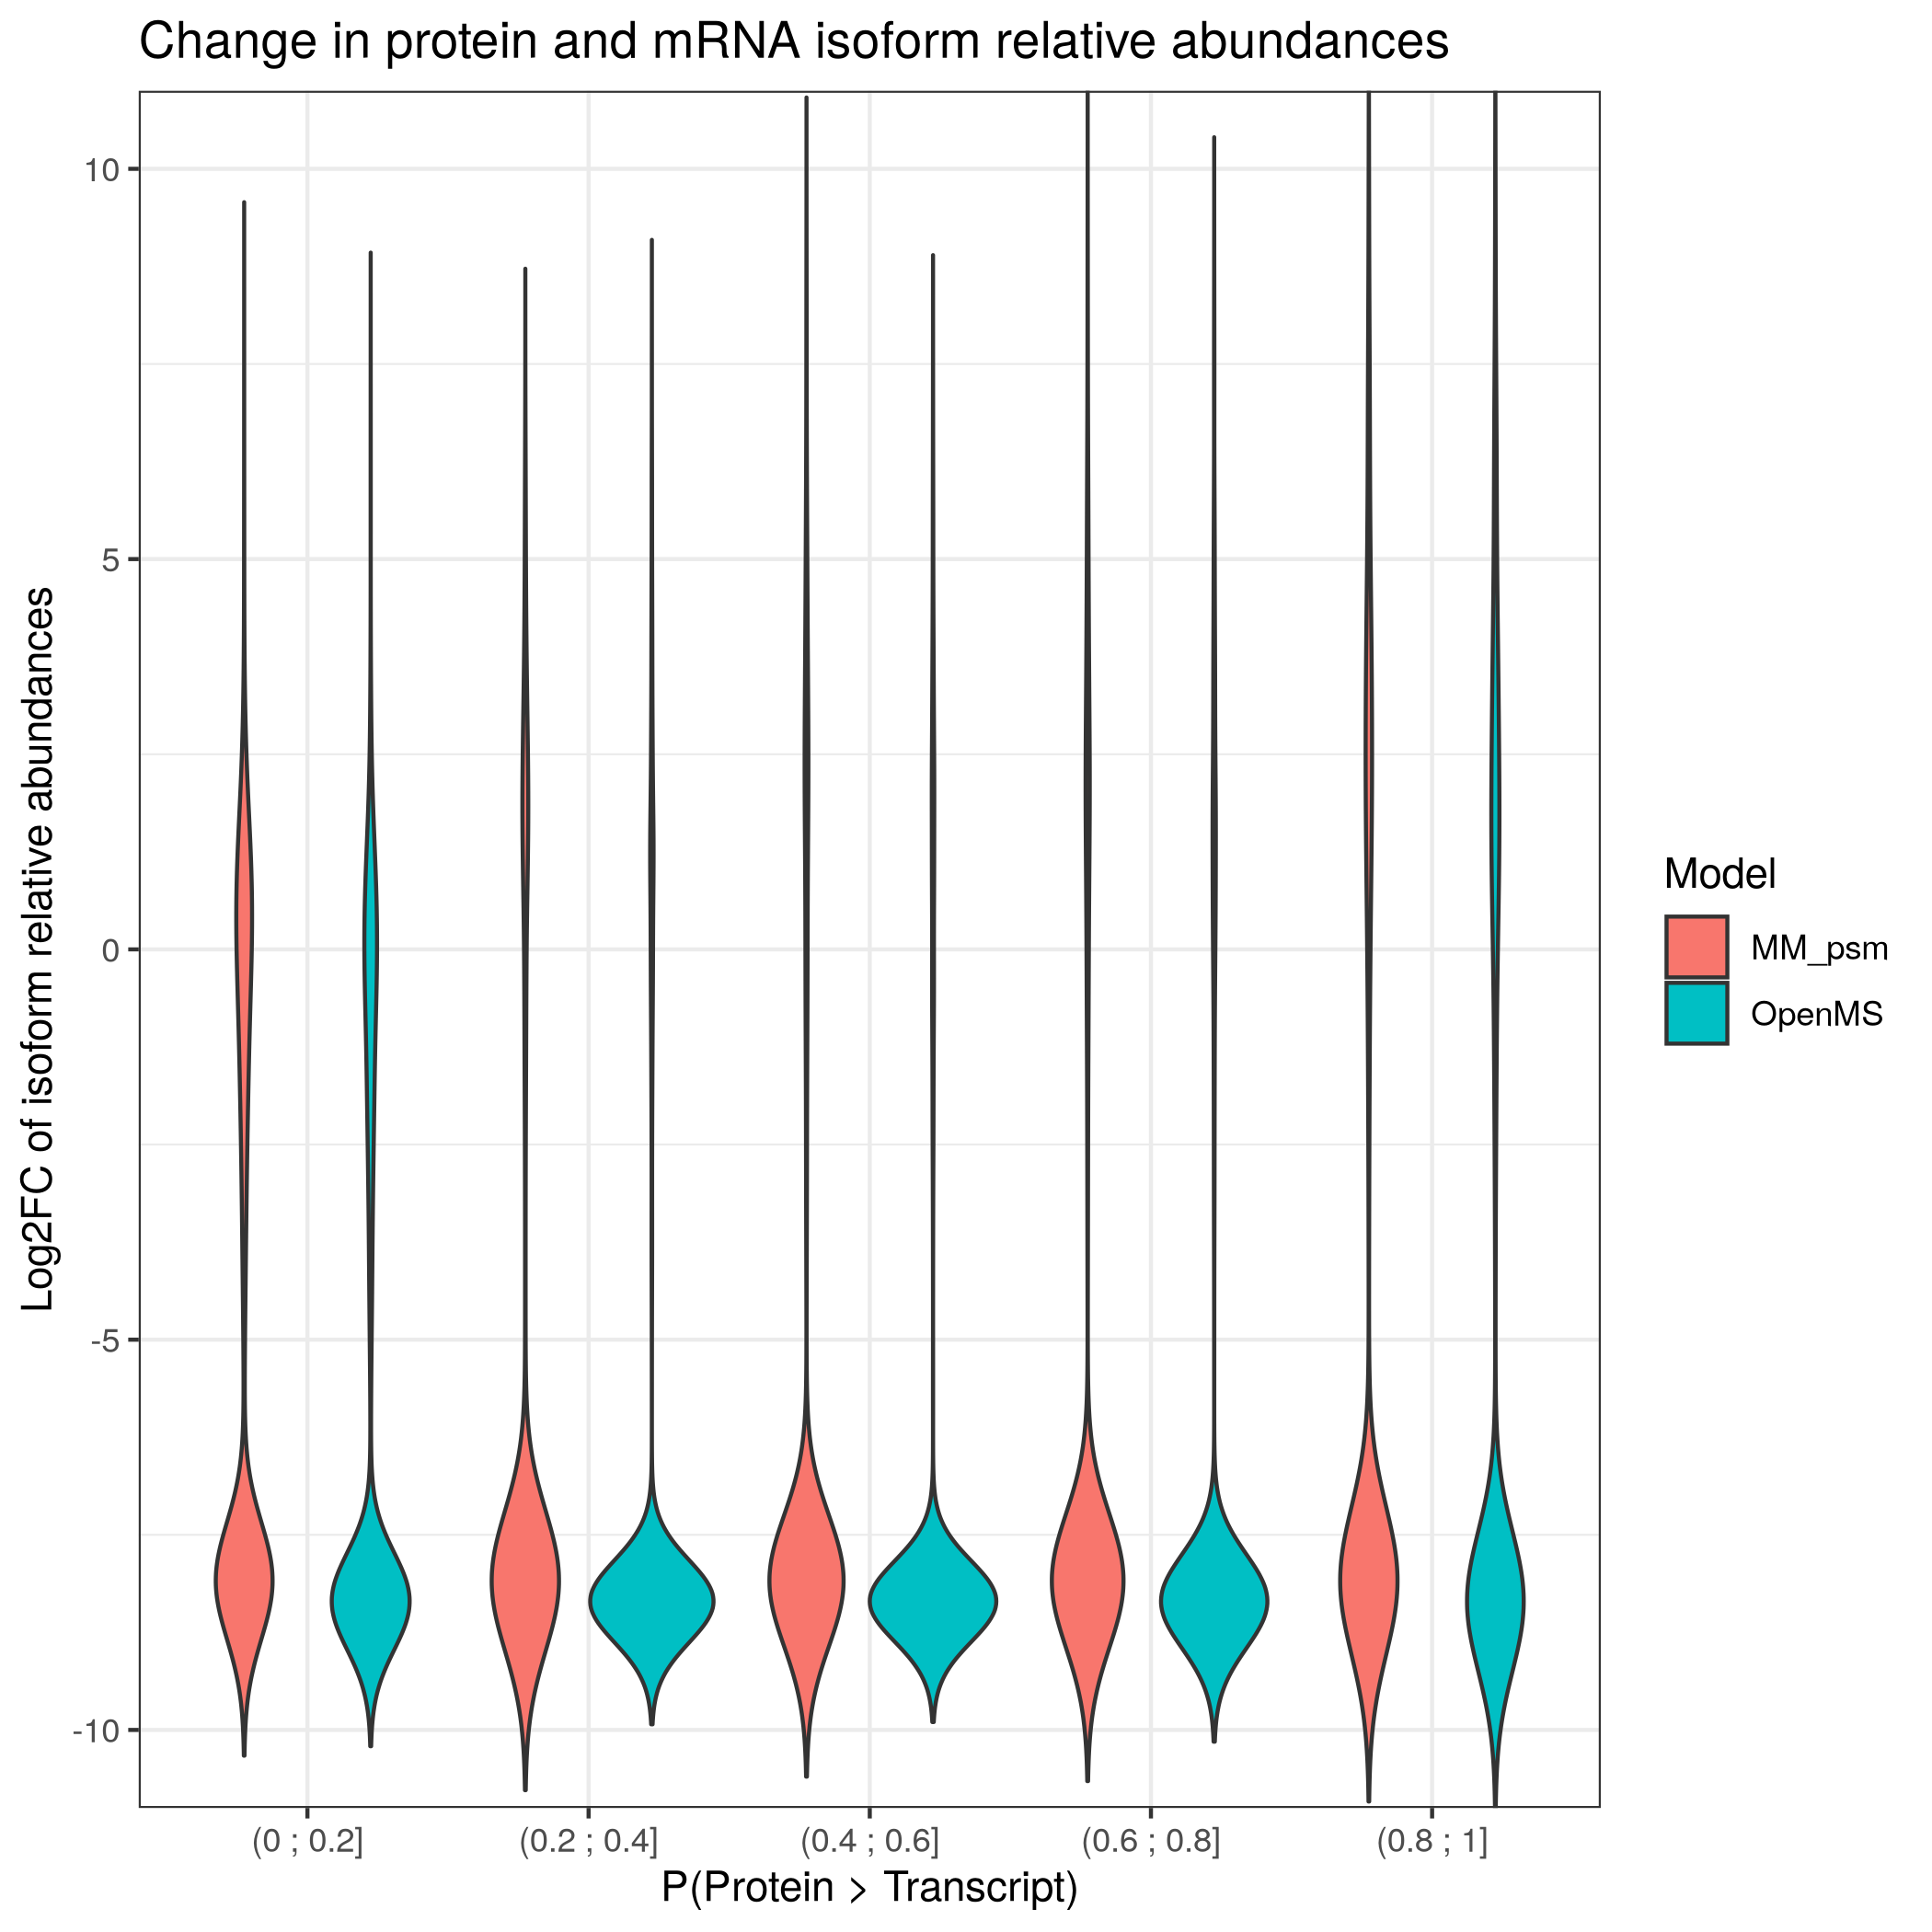 Change in protein and mRNA isoform relative abundances
Log2FC of isoform relative abundances
10
5
0
-5
-10
(0 ; 0.2]
(0.2 ; 0.4]
(0.4 ; 0.6]
(0.6 ; 0.8]
(0.8 ; 1]
P(Protein > Transcript)
Model
MM_psm
OpenMS